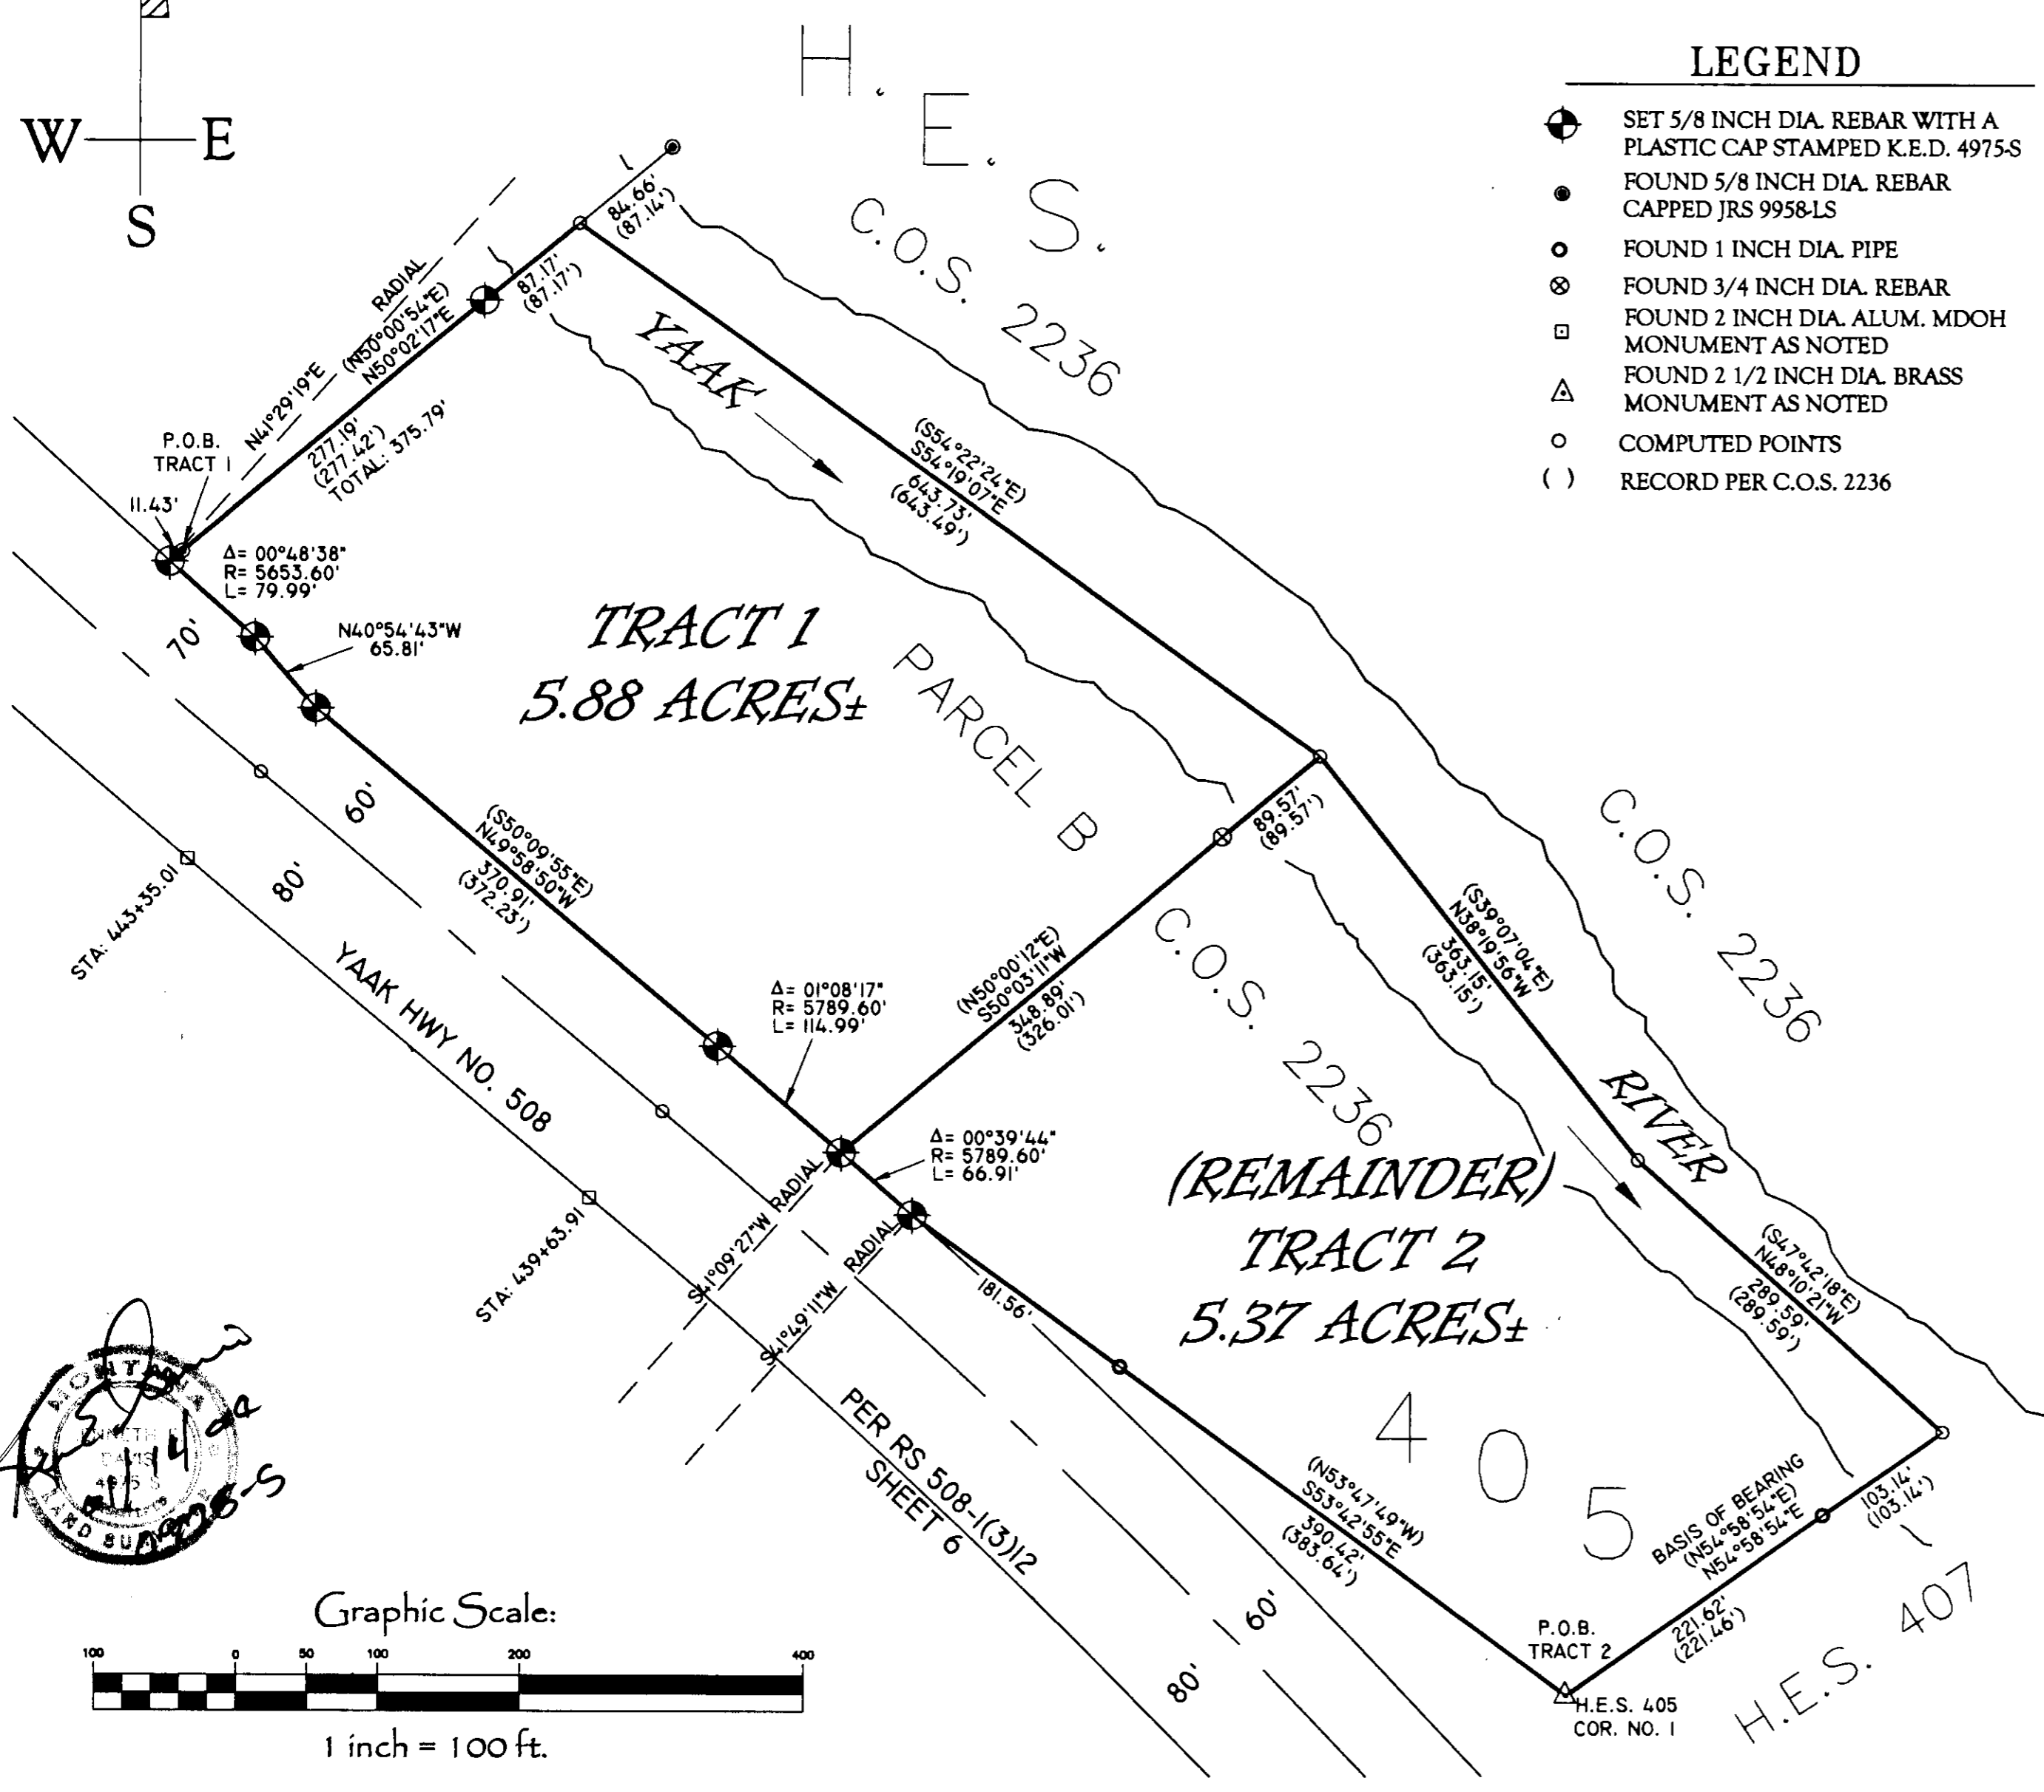 W E
S
H.
E.
S.
LEGEND
SET 5/8 INCH DIA. REBAR WITH A
PLASTIC CAP STAMPED K.E.D. 4975-S
FOUND 5/8 INCH DIA. REBAR
CAPPED JRS 9958-LS
FOUND 1 INCH DIA. PIPE
FOUND 3/4 INCH DIA. REBAR
FOUND 2 INCH DIA. ALUM. MDOH
MONUMENT AS NOTED
FOUND 2 1/2 INCH DIA. BRASS
MONUMENT AS NOTED
COMPUTED POINTS
( ) RECORD PER C.O.S. 2236
84.66'
(87.14')
C.O.S. 2236
87.17'
(87.17')
RADIAL
N41°29'19"E
(N50°00'54"E)
N50°02'17"E
277.19'
(277.42')
TOTAL: 375.79'
P.O.B.
TRACT 1
11.43'
YAAK
(S54°22'24"E)
S54°19'07"E
643.73'
(643.49')
Δ= 00°48'38"
R= 5653.60'
L= 79.99'
70'
N40°54'43"W
65.81'
TRACT 1
5.88 ACRES±
PARCEL B
60'
80'
(S50°09'55"E)
N49°58'50"W
370.91'
(372.23')
STA: 443+35.01
YAAK HWY NO. 508
89.57'
(89.57')
C.O.S. 2236
(S39°07'04"E)
N38°19'56"W
363.15'
(363.15')
Δ= 01°08'17"
R= 5789.60'
L= 114.99'
(N50°00'12"E)
S50°03'11"W
348.89'
(326.01')
C.O.S. 2236
Δ= 00°39'44"
R= 5789.60'
L= 66.91'
RIVER
STA: 439+63.91
S41°09'27"W RADIAL
S41°49'11"W RADIAL
181.56'
(REMAINDER)
TRACT 2
5.37 ACRES±
(S47°42'18"E)
N48°10'21"W
289.59'
(289.59')
PER RS 508-1(3)12
SHEET 6
405
(N53°47'49"W)
S53°42'55"E
390.42'
(383.64')
BASIS OF BEARING
(N54°58'54"E)
N54°58'54"E
103.14'
(103.14')
221.62'
(221.46')
P.O.B.
TRACT 2
H.E.S. 405
COR. NO. 1
H.E.S. 407
60'
80'
MONTANA
Graphic Scale:
100 0 50 100 200 400
1 inch = 100 ft.